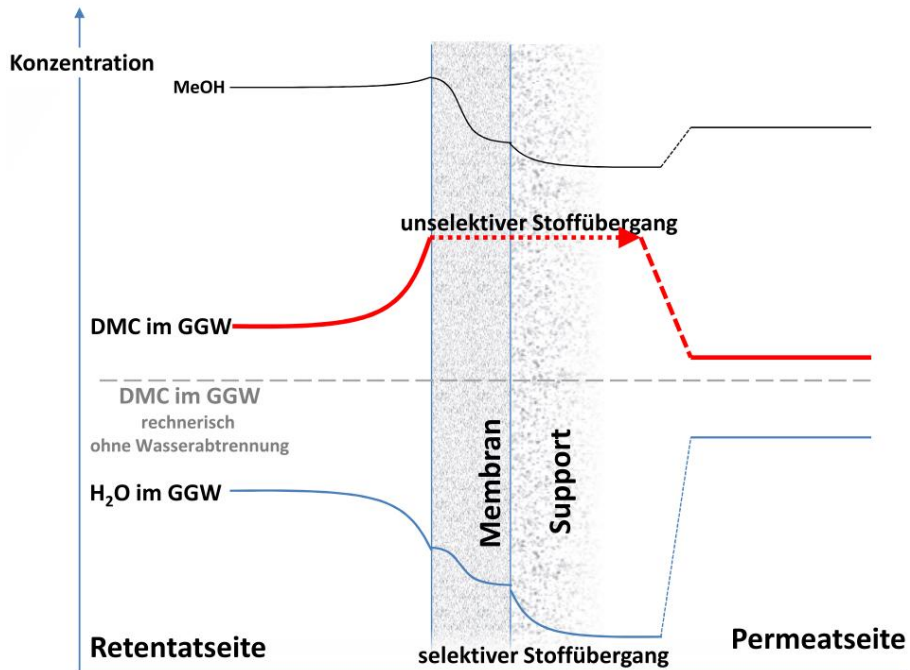 Konzentration
MeOH
unselektiver Stoffübergang
DMC im GGW
DMC im GGW
rechnerisch
ohne Wasserabtrennung
H₂O im GGW
Membran
Support
Retentatseite
selektiver Stoffübergang
Permeatseite